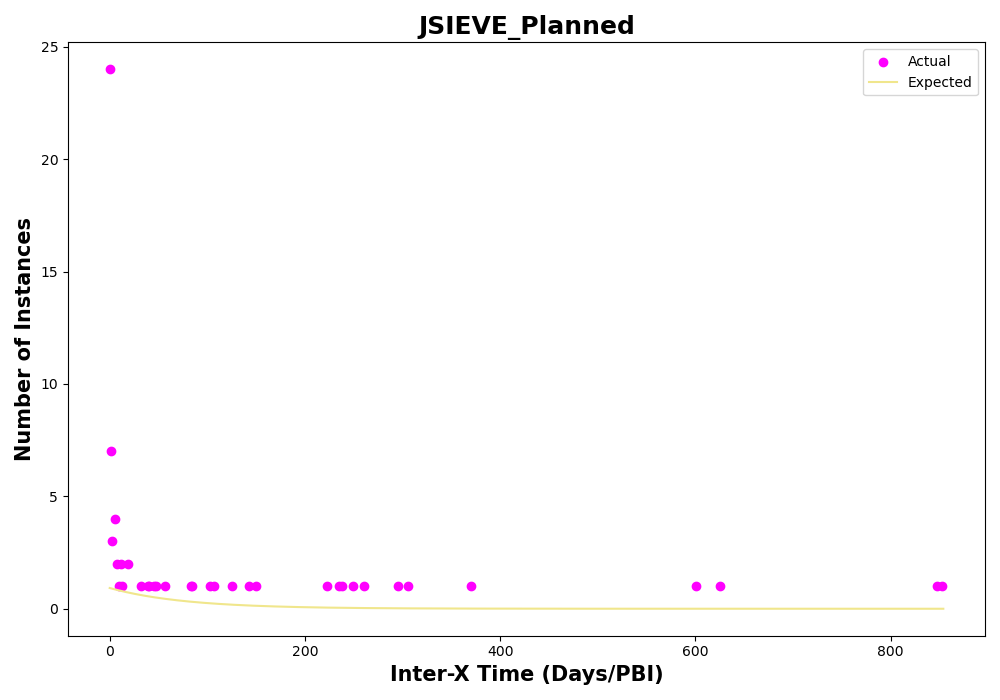 JSIEVE_Planned
Actual
Expected
25
20
15
10
5
0
Number of Instances
0 200 400 600 800
Inter-X Time (Days/PBI)